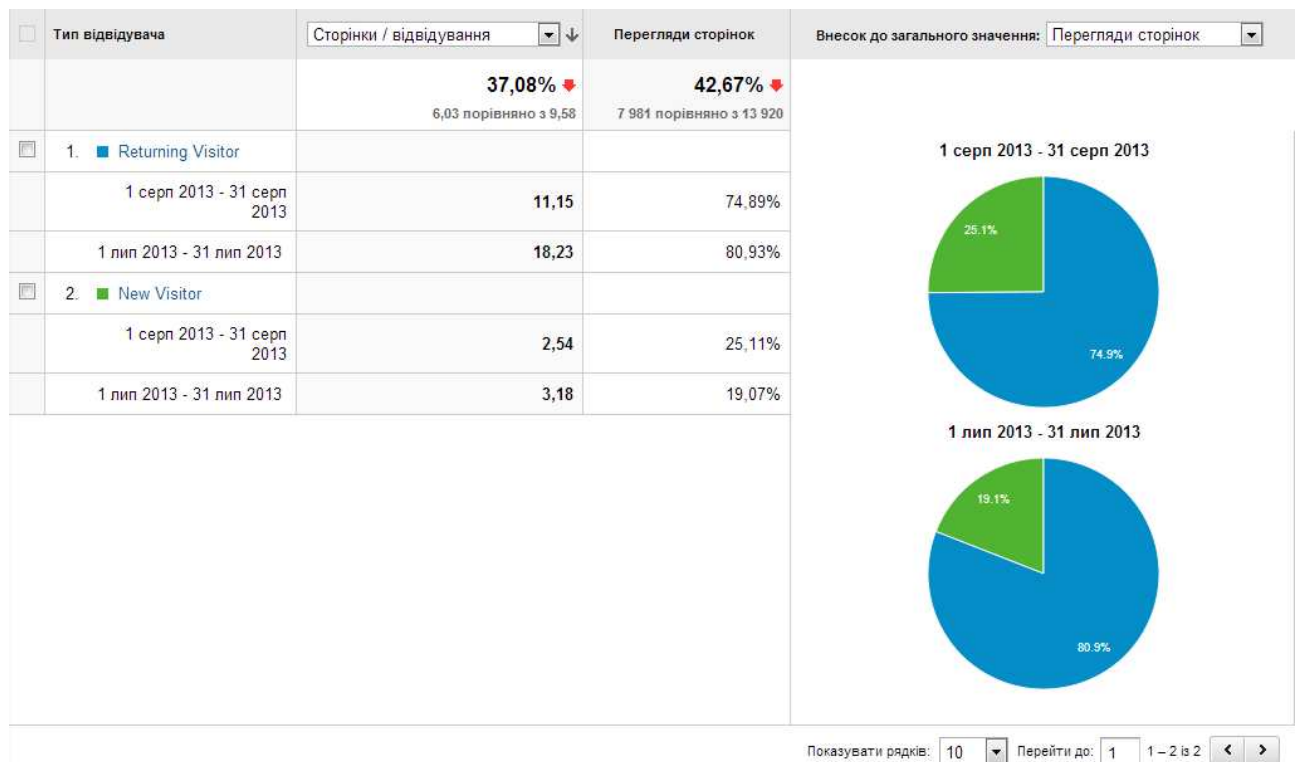 Тип відвідувача Сторінки / відвідування Перегляди сторінок Внесок до загального значення: Перегляди сторінок
37,08% 42,67%
6,03 порівняно з 9,58 7 981 порівняно з 13 920
1. Returning Visitor
1 серп 2013 - 31 серп
2013 11,15 74,89%
1 лип 2013 - 31 лип 2013 18,23 80,93%
2. New Visitor
1 серп 2013 - 31 серп
2013 2,54 25,11%
1 лип 2013 - 31 лип 2013 3,18 19,07%
1 серп 2013 - 31 серп 2013
25.1%
74.9%
1 лип 2013 - 31 лип 2013
19.1%
80.9%
Показувати рядків: 10 Перейти до: 1 1 – 2 із 2